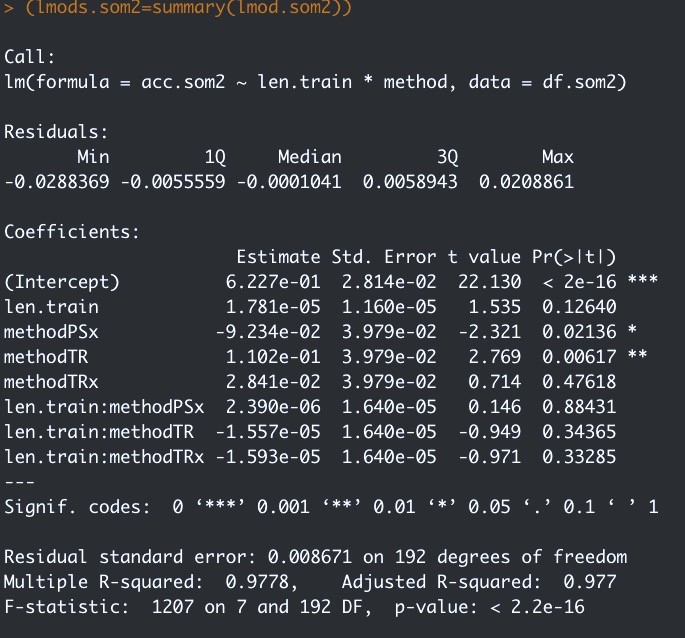 > (lmods.som2=summary(lmod.som2))
Call:
lm(formula = acc.som2 ~ len.train * method, data = df.som2)
Residuals:
Min 1Q Median 3Q Max
-0.0288369 -0.0055559 -0.0001041 0.0058943 0.0208861
Coefficients:
Estimate Std. Error t value Pr(>|t|)
(Intercept) 6.227e-01 2.814e-02 22.130 < 2e-16 ***
len.train 1.781e-05 1.160e-05 1.535 0.12640
methodPSx -9.234e-02 3.979e-02 -2.321 0.02136 *
methodTR 1.102e-01 3.979e-02 2.769 0.00617 **
methodTRx 2.841e-02 3.979e-02 0.714 0.47618
len.train:methodPSx 2.390e-06 1.640e-05 0.146 0.88431
len.train:methodTR -1.557e-05 1.640e-05 -0.949 0.34365
len.train:methodTRx -1.593e-05 1.640e-05 -0.971 0.33285
---
Signif. codes: 0 ‘***’ 0.001 ‘**’ 0.01 ‘*’ 0.05 ‘.’ 0.1 ‘ ’ 1
Residual standard error: 0.008671 on 192 degrees of freedom
Multiple R-squared: 0.9778, Adjusted R-squared: 0.977
F-statistic: 1207 on 7 and 192 DF, p-value: < 2.2e-16